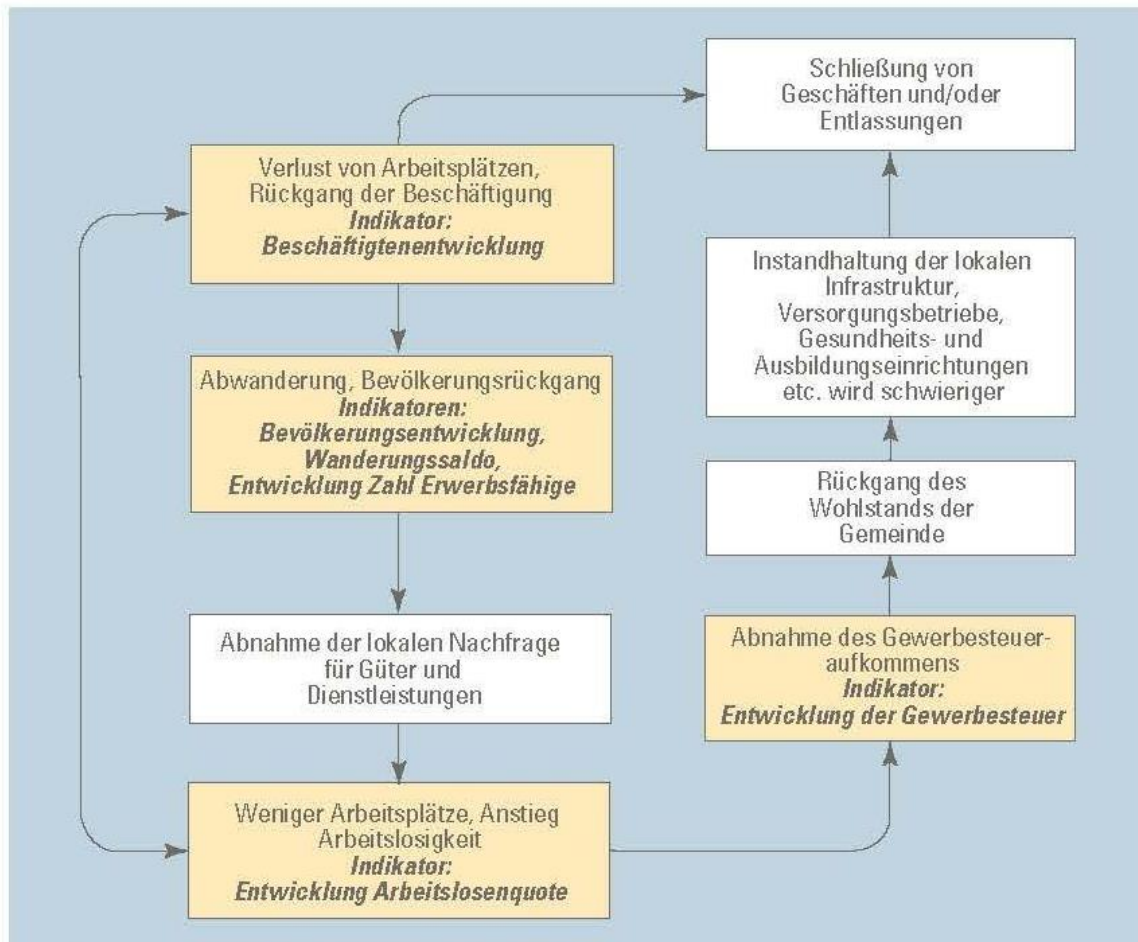 Verlust von Arbeitsplätzen,
Rückgang der Beschäftigung
Indikator:
Beschäftigtenentwicklung
Abwanderung, Bevölkerungsrückgang
Indikatoren:
Bevölkerungsentwicklung,
Wanderungssaldo,
Entwicklung Zahl Erwerbsfähige
Abnahme der lokalen Nachfrage
für Güter und
Dienstleistungen
Weniger Arbeitsplätze, Anstieg
Arbeitslosigkeit
Indikator:
Entwicklung Arbeitslosenquote
Abnahme des Gewerbesteuer-
aufkommens
Indikator:
Entwicklung der Gewerbesteuer
Rückgang des
Wohlstands der
Gemeinde
Instandhaltung der lokalen
Infrastruktur,
Versorgungsbetriebe,
Gesundheits- und
Ausbildungseinrichtungen
etc. wird schwieriger
Schließung von
Geschäften und/oder
Entlassungen